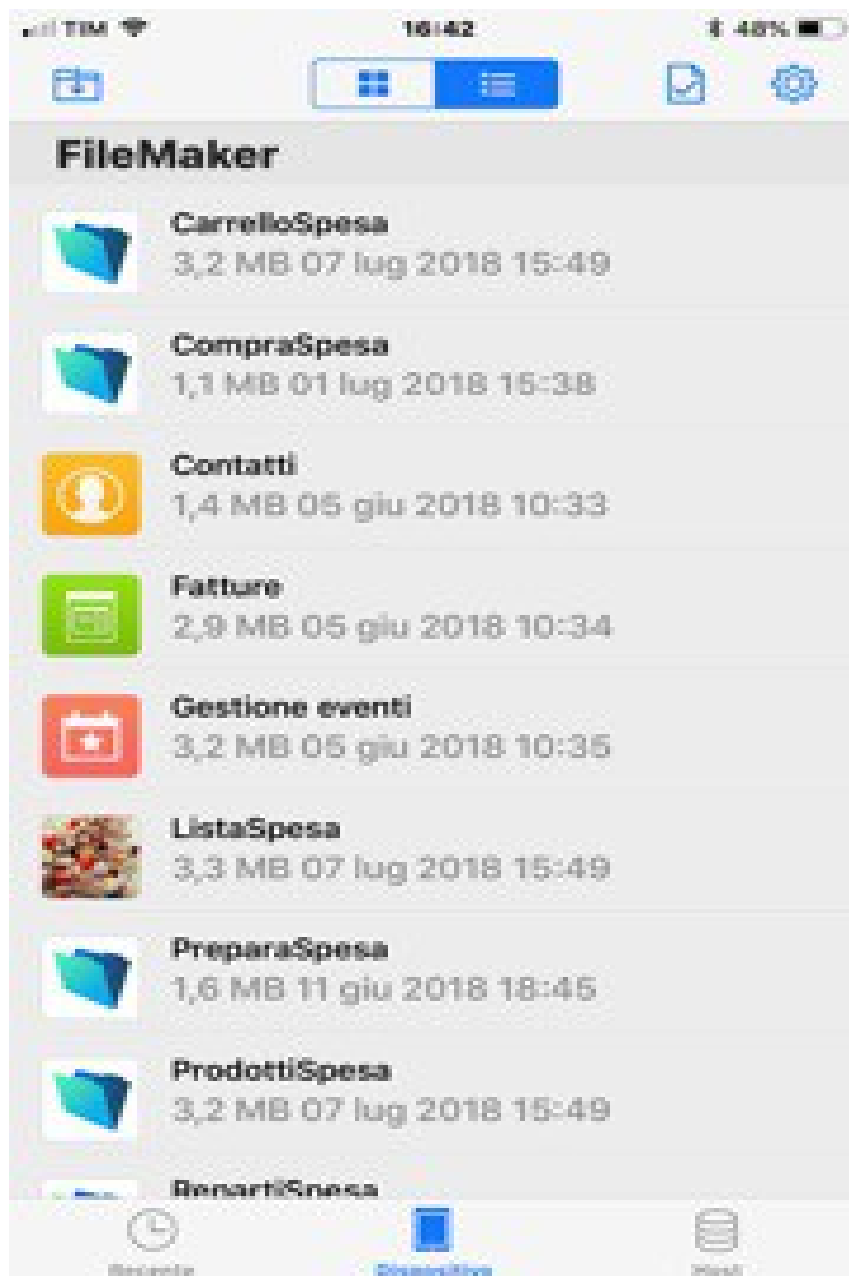 TIM 16:42 48%
FileMaker
CarrelloSpesa
3,2 MB 07 lug 2018 15:49
CompraSpesa
1,1 MB 01 lug 2018 15:38
Contatti
1,4 MB 05 giu 2018 10:33
Fatture
2,9 MB 05 giu 2018 10:34
Gestione eventi
3,2 MB 05 giu 2018 10:35
ListaSpesa
3,3 MB 07 lug 2018 15:49
PreparaSpesa
1,6 MB 11 giu 2018 18:45
ProdottiSpesa
3,2 MB 07 lug 2018 15:49
RepartiSpesa
Recente Dispositivo Host